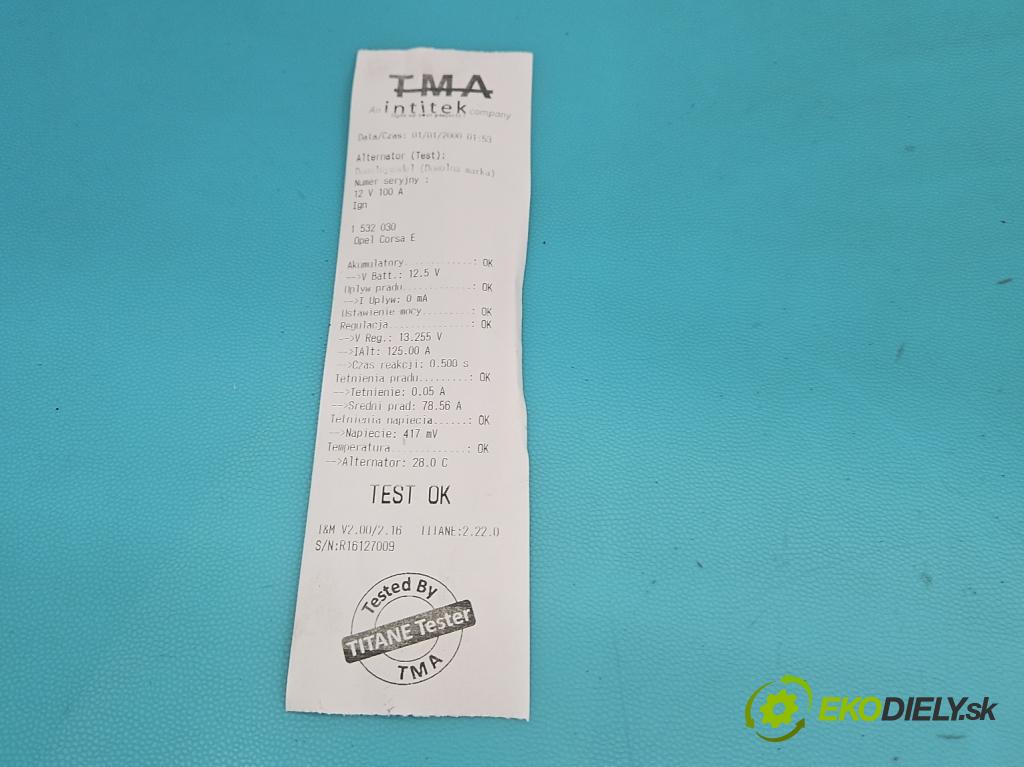 TMA
An intitek company
Data/Czas: 01/01/2000 01:53
Alternator (Test):
(Dowolna marka)
Numer seryjny :
12 V 100 A
Ign
1 532 030
Opel Corsa E
Akumulatory............: OK
-->V Batt.: 12.5 V
Uplyw pradu............: OK
-->I Uplyw: 0 mA
Ustawienie mocy........: OK
Regulacja..............: OK
-->V Reg.: 13.255 V
-->IAlt: 125.00 A
-->Czas reakcji: 0.500 s
Tetnienia pradu.........: OK
-->Tetnienie: 0.05 A
-->Sredni prad: 78.56 A
Tetnienia napiecia......: OK
-->Napiecie: 417 mV
Temperatura.............: OK
-->Alternator: 28.0 C
TEST OK
I&M V2.00/2.16 TITANE:2.22.0
S/N:R16127009
Tested By
TITANE Tester
TMA
EKODIELY.sk